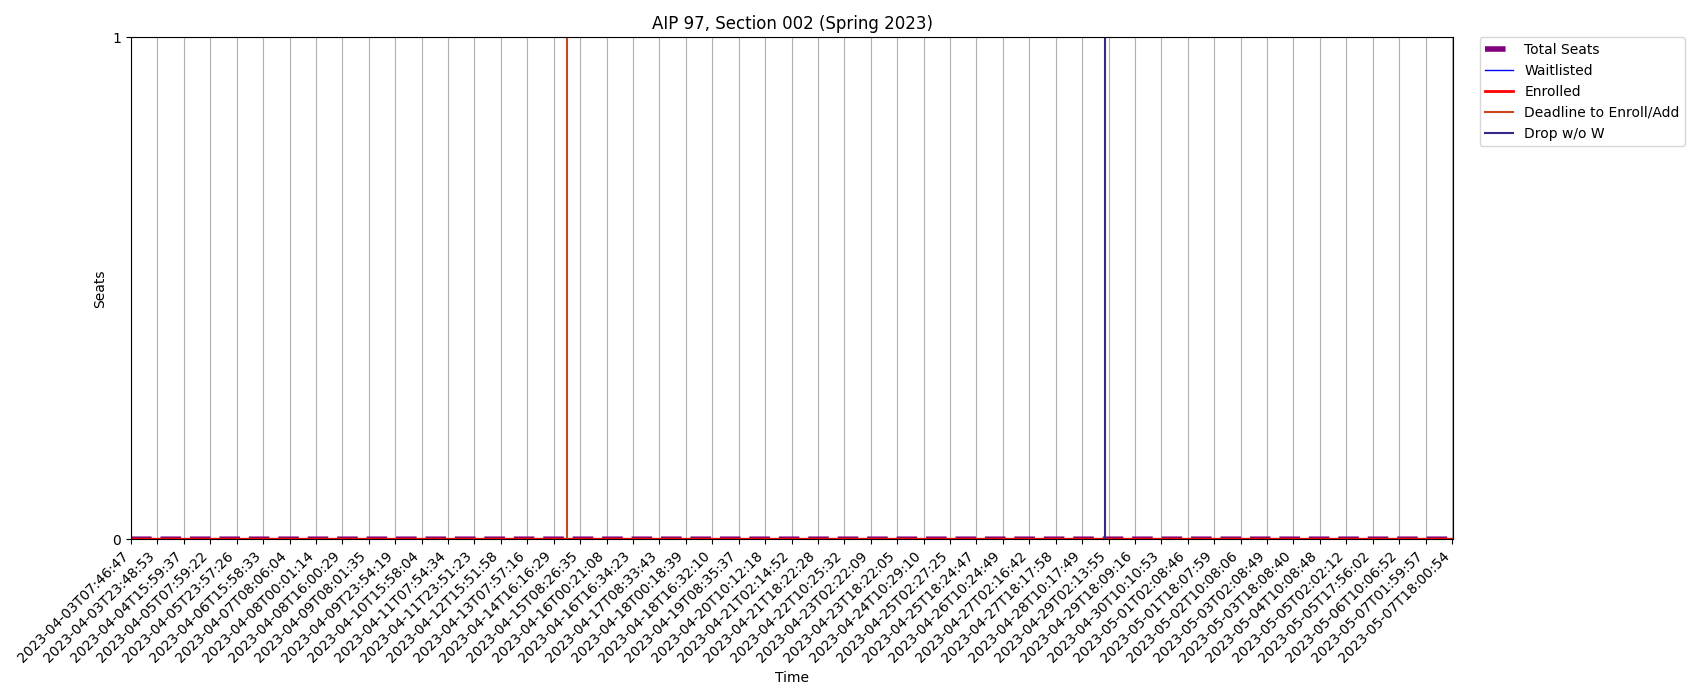 AIP 97, Section 002 (Spring 2023)
1
0
Seats
Total Seats
Waitlisted
Enrolled
Deadline to Enroll/Add
Drop w/o W
2023-04-03T07:46:47
2023-04-03T23:48:53
2023-04-04T15:59:37
2023-04-05T07:59:22
2023-04-05T23:57:26
2023-04-06T15:58:33
2023-04-07T08:06:04
2023-04-08T00:01:14
2023-04-08T16:00:29
2023-04-09T08:01:35
2023-04-09T23:54:19
2023-04-10T15:58:04
2023-04-11T07:54:34
2023-04-11T23:51:23
2023-04-12T15:51:58
2023-04-13T07:57:16
2023-04-14T16:16:29
2023-04-15T08:26:35
2023-04-16T00:21:08
2023-04-16T16:34:23
2023-04-17T08:33:43
2023-04-18T00:18:39
2023-04-18T16:32:10
2023-04-19T08:35:37
2023-04-20T10:12:18
2023-04-21T02:14:52
2023-04-21T18:22:28
2023-04-22T10:25:32
2023-04-23T02:22:09
2023-04-23T18:22:05
2023-04-24T10:29:10
2023-04-25T02:27:25
2023-04-25T18:24:47
2023-04-26T10:24:49
2023-04-27T02:16:42
2023-04-27T18:17:58
2023-04-28T10:17:49
2023-04-29T02:13:55
2023-04-29T18:09:16
2023-04-30T10:10:53
2023-05-01T02:08:46
2023-05-01T18:07:59
2023-05-02T10:08:06
2023-05-03T02:08:49
2023-05-03T18:08:40
2023-05-04T10:08:48
2023-05-05T02:02:12
2023-05-05T17:56:02
2023-05-06T10:06:52
2023-05-07T01:59:57
2023-05-07T18:00:54
Time